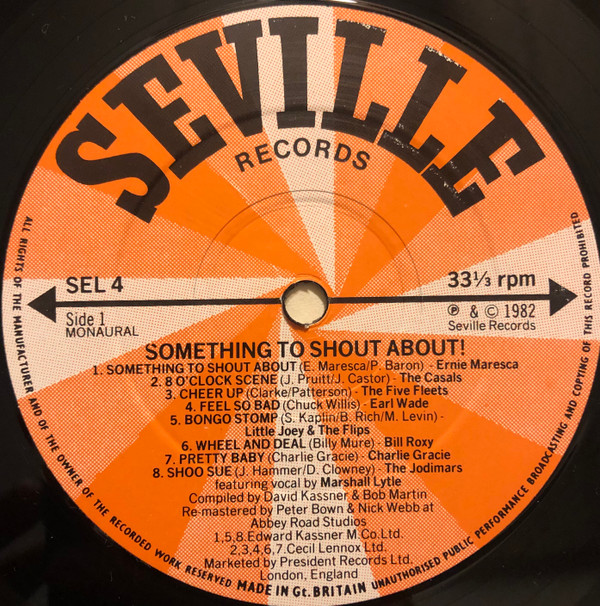 SEVILLE
RECORDS
SEL 4
33⅓ rpm
Side 1
MONAURAL
℗ & © 1982
Seville Records
SOMETHING TO SHOUT ABOUT!
1. SOMETHING TO SHOUT ABOUT (E. Maresca/P. Baron) - Ernie Maresca
2. 8 O'CLOCK SCENE (J. Pruitt/J. Castor) - The Casals
3. CHEER UP (Clarke/Patterson) - The Five Fleets
4. FEEL SO BAD (Chuck Willis) - Earl Wade
5. BONGO STOMP (S. Kaplin/B. Rich/M. Levin) -
Little Joey & The Flips
6. WHEEL AND DEAL (Billy Mure) - Bill Roxy
7. PRETTY BABY (Charlie Gracie) - Charlie Gracie
8. SHOO SUE (J. Hammer/D. Clowney) - The Jodimars
featuring vocal by Marshall Lytle
Compiled by David Kassner & Bob Martin
Re-mastered by Peter Bown & Nick Webb at
Abbey Road Studios
1,5,8.Edward Kassner M.Co.Ltd.
2,3,4,6,7.Cecil Lennox Ltd.
Marketed by President Records Ltd.
London, England
ALL RIGHTS OF THE MANUFACTURER AND OF THE OWNER OF THE RECORDED WORK RESERVED MADE IN Gt. BRITAIN UNAUTHORISED PUBLIC PERFORMANCE BROADCASTING AND COPYING OF THIS RECORD PROHIBITED